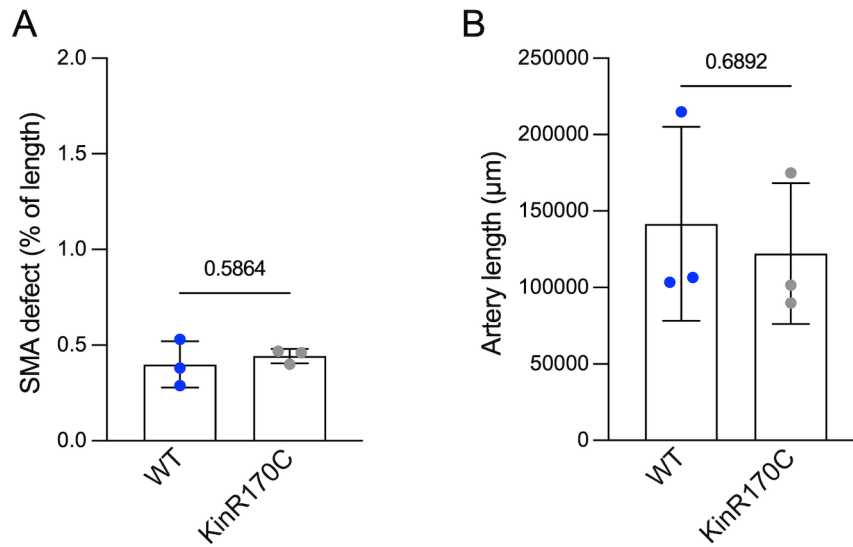 A
SMA defect (% of length)
2.0
1.5
1.0
0.5
0.0
0.5864
WT
KinR170C
B
Artery length (µm)
250000
200000
150000
100000
50000
0
0.6892
WT
KinR170C